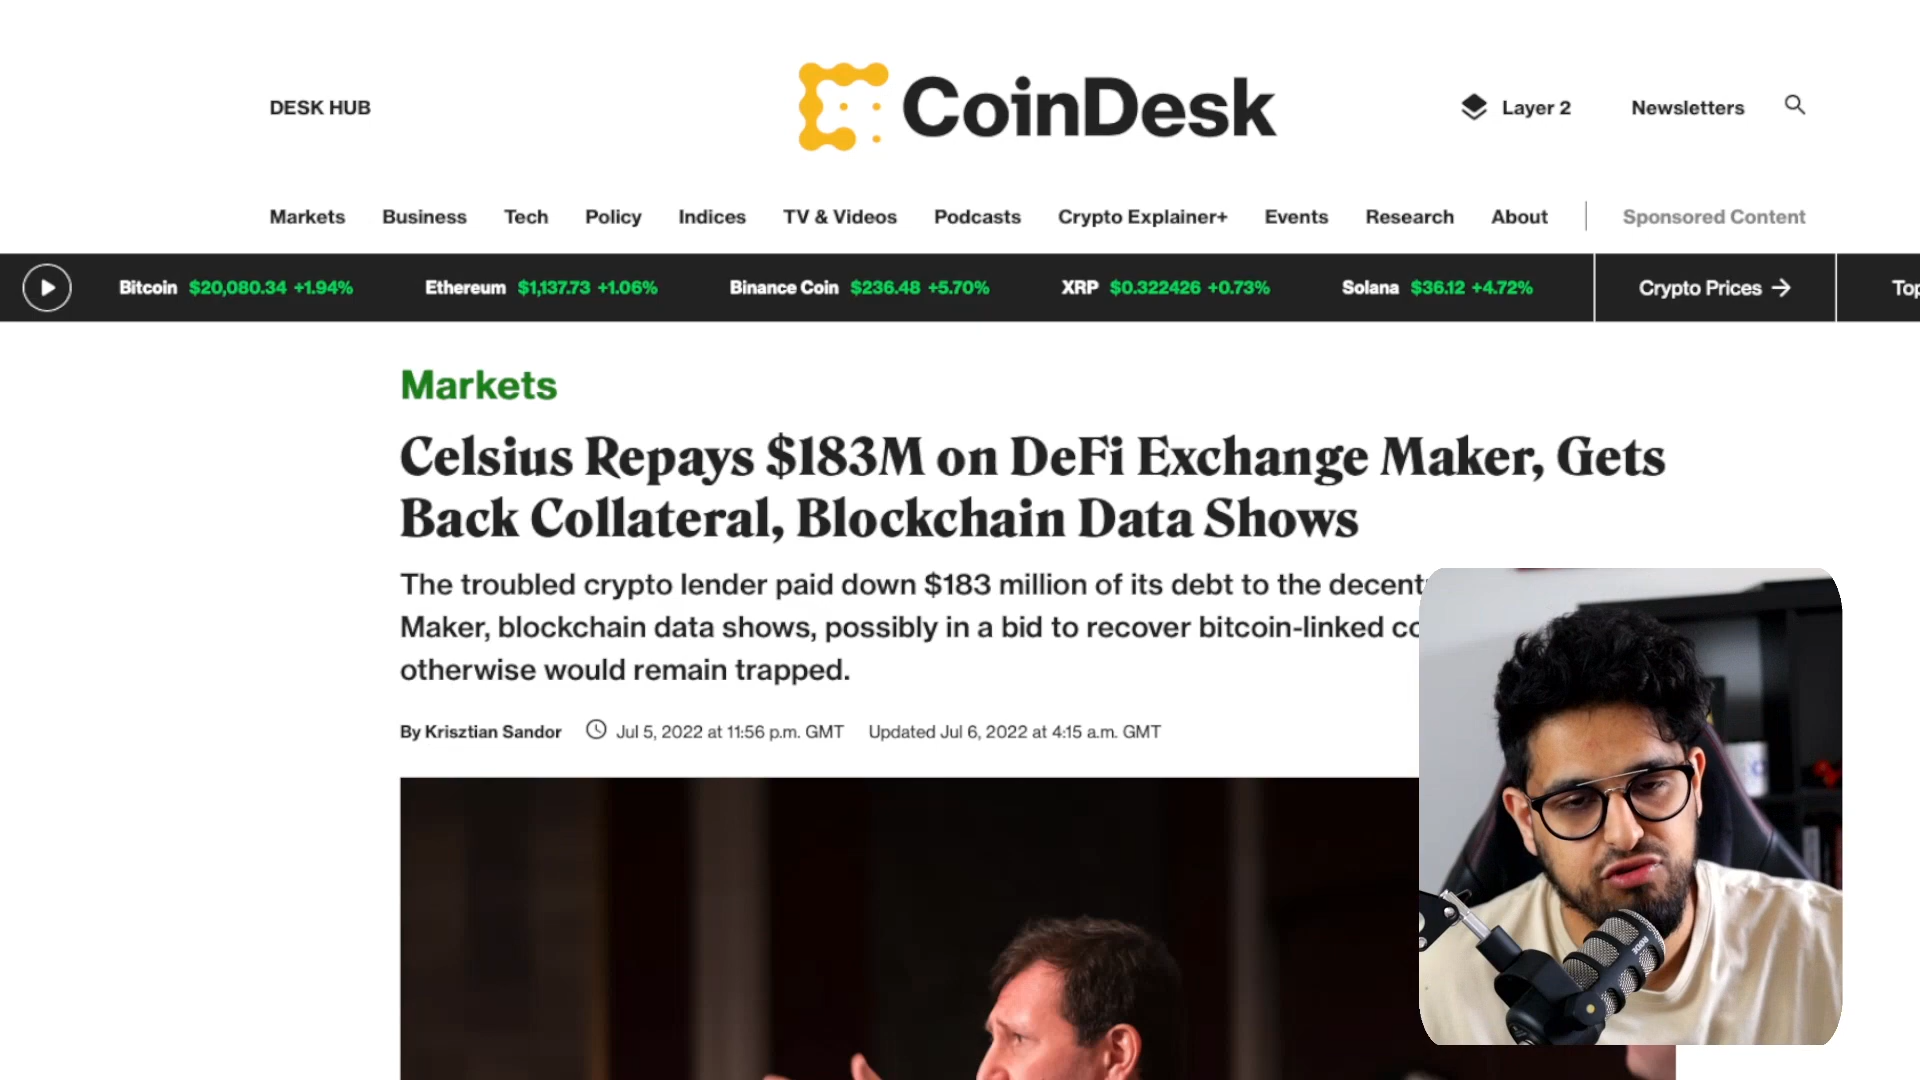 DESK HUB
CoinDesk
Layer 2
Newsletters
Markets Business Tech Policy Indices TV & Videos Podcasts Crypto Explainer+ Events Research About Sponsored Content
Bitcoin $20,080.34 +1.94% Ethereum $1,137.73 +1.06% Binance Coin $236.48 +5.70% XRP $0.322426 +0.73% Solana $36.12 +4.72% Crypto Prices → Top
Markets
Celsius Repays $183M on DeFi Exchange Maker, Gets
Back Collateral, Blockchain Data Shows
The troubled crypto lender paid down $183 million of its debt to the decent
Maker, blockchain data shows, possibly in a bid to recover bitcoin-linked co
otherwise would remain trapped.
By Krisztian Sandor Jul 5, 2022 at 11:56 p.m. GMT Updated Jul 6, 2022 at 4:15 a.m. GMT
RODE